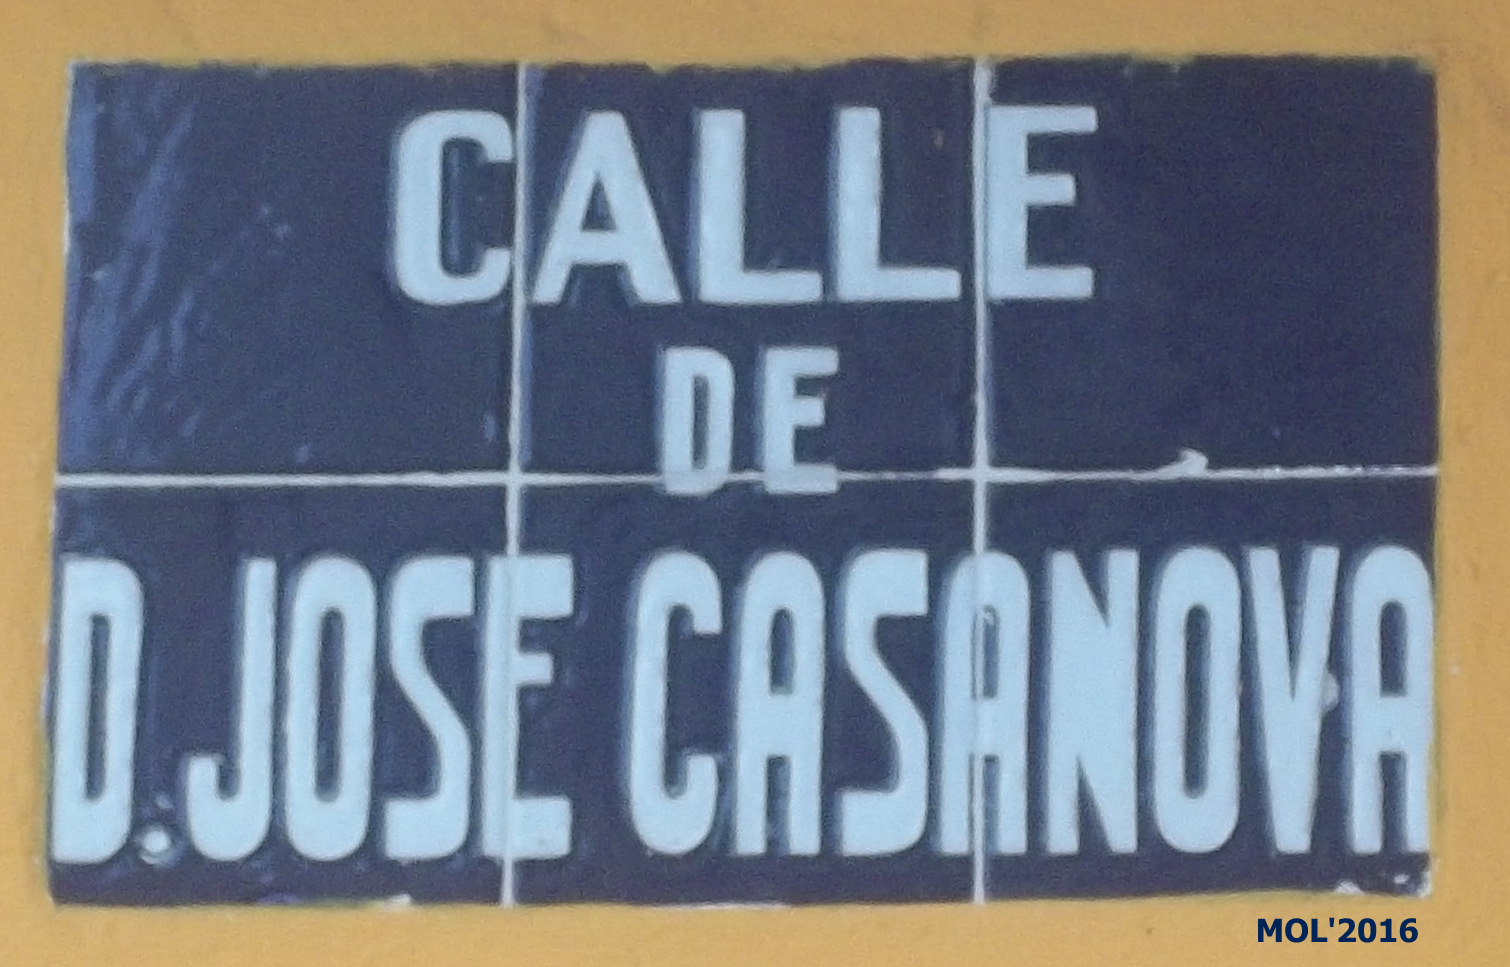 CALLE
DE
D. JOSE CASANOVA
MOL'2016